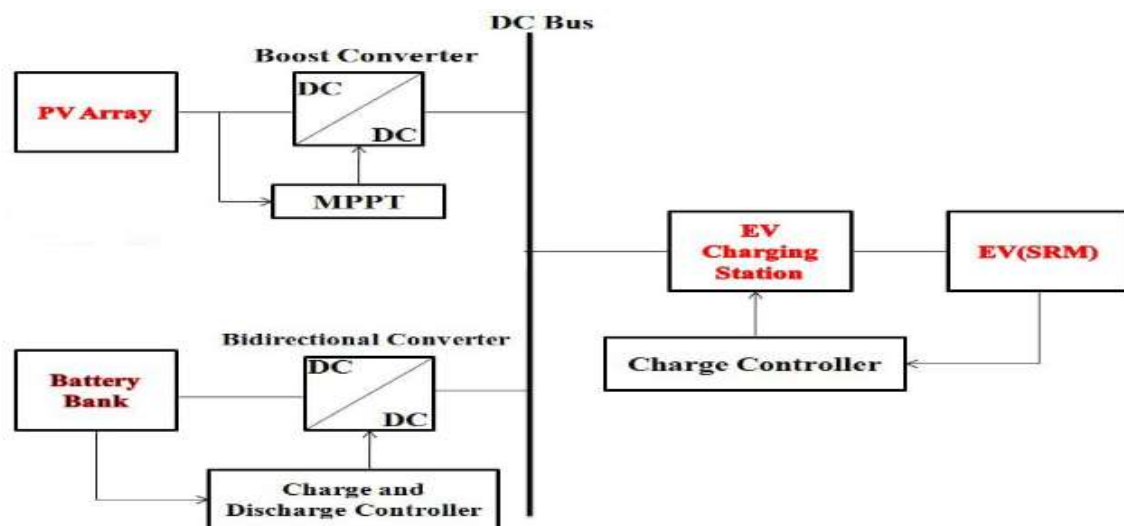 DC Bus
Boost Converter
DC
DC
PV Array
MPPT
EV
Charging
Station
EV(SRM)
Bidirectional Converter
DC
DC
Battery
Bank
Charge Controller
Charge and
Discharge Controller